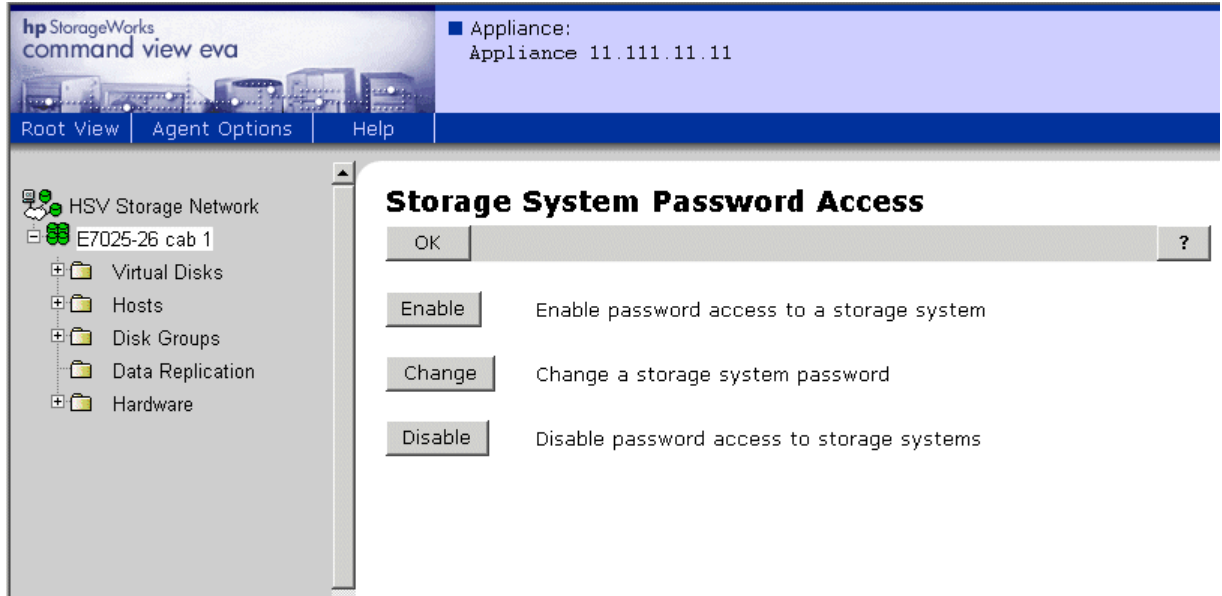 hp StorageWorks
command view eva
Appliance:
Appliance 11.111.11.11
Root View Agent Options Help
HSV Storage Network
E7025-26 cab 1
Virtual Disks
Hosts
Disk Groups
Data Replication
Hardware
Storage System Password Access
OK ?
Enable Enable password access to a storage system
Change Change a storage system password
Disable Disable password access to storage systems